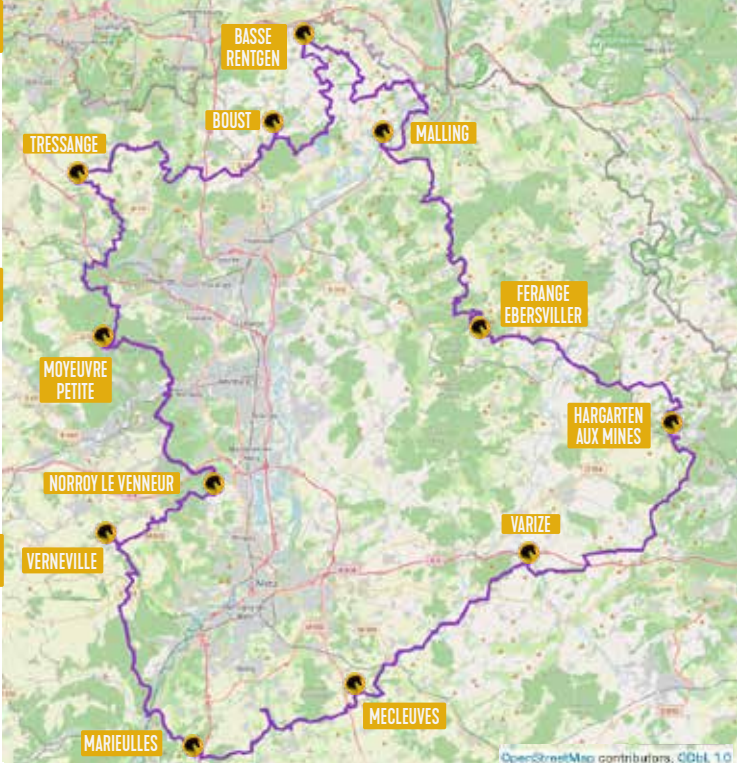 BASSE
RENTGEN
BOUST
MALLING
TRESSANGE
FERANGE
EBERSVILLER
MOYEUVRE
PETITE
HARGARTEN
AUX MINES
NORROY LE VENNEUR
VARIZE
VERNEVILLE
Metz
MECLEUVES
MARIEULLES
OpenStreetMap contributors, ODbL 1.0